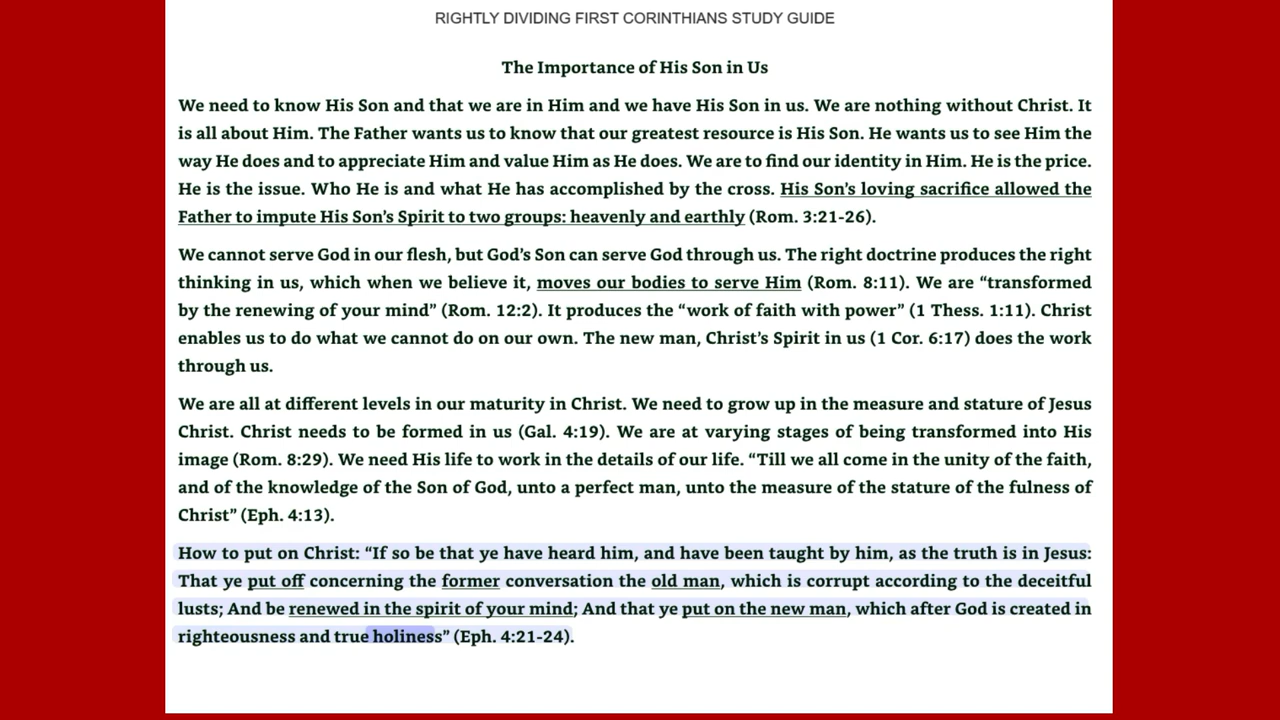 RIGHTLY DIVIDING FIRST CORINTHIANS STUDY GUIDE
The Importance of His Son in Us
We need to know His Son and that we are in Him and we have His Son in us. We are nothing without Christ. It
is all about Him. The Father wants us to know that our greatest resource is His Son. He wants us to see Him the
way He does and to appreciate Him and value Him as He does. We are to find our identity in Him. He is the price.
He is the issue. Who He is and what He has accomplished by the cross. His Son’s loving sacrifice allowed the
Father to impute His Son’s Spirit to two groups: heavenly and earthly (Rom. 3:21-26).
We cannot serve God in our flesh, but God’s Son can serve God through us. The right doctrine produces the right
thinking in us, which when we believe it, moves our bodies to serve Him (Rom. 8:11). We are “transformed
by the renewing of your mind” (Rom. 12:2). It produces the “work of faith with power” (1 Thess. 1:11). Christ
enables us to do what we cannot do on our own. The new man, Christ’s Spirit in us (1 Cor. 6:17) does the work
through us.
We are all at different levels in our maturity in Christ. We need to grow up in the measure and stature of Jesus
Christ. Christ needs to be formed in us (Gal. 4:19). We are at varying stages of being transformed into His
image (Rom. 8:29). We need His life to work in the details of our life. “Till we all come in the unity of the faith,
and of the knowledge of the Son of God, unto a perfect man, unto the measure of the stature of the fulness of
Christ” (Eph. 4:13).
How to put on Christ: “If so be that ye have heard him, and have been taught by him, as the truth is in Jesus:
That ye put off concerning the former conversation the old man, which is corrupt according to the deceitful
lusts; And be renewed in the spirit of your mind; And that ye put on the new man, which after God is created in
righteousness and true holiness” (Eph. 4:21-24).